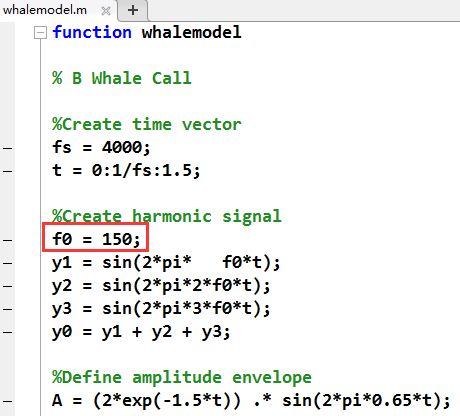 whalemodel.m
function whalemodel
% B Whale Call
%Create time vector
fs = 4000;
t = 0:1/fs:1.5;
%Create harmonic signal
f0 = 150;
y1 = sin(2*pi*   f0*t);
y2 = sin(2*pi*2*f0*t);
y3 = sin(2*pi*3*f0*t);
y0 = y1 + y2 + y3;
%Define amplitude envelope
A = (2*exp(-1.5*t)) .* sin(2*pi*0.65*t);